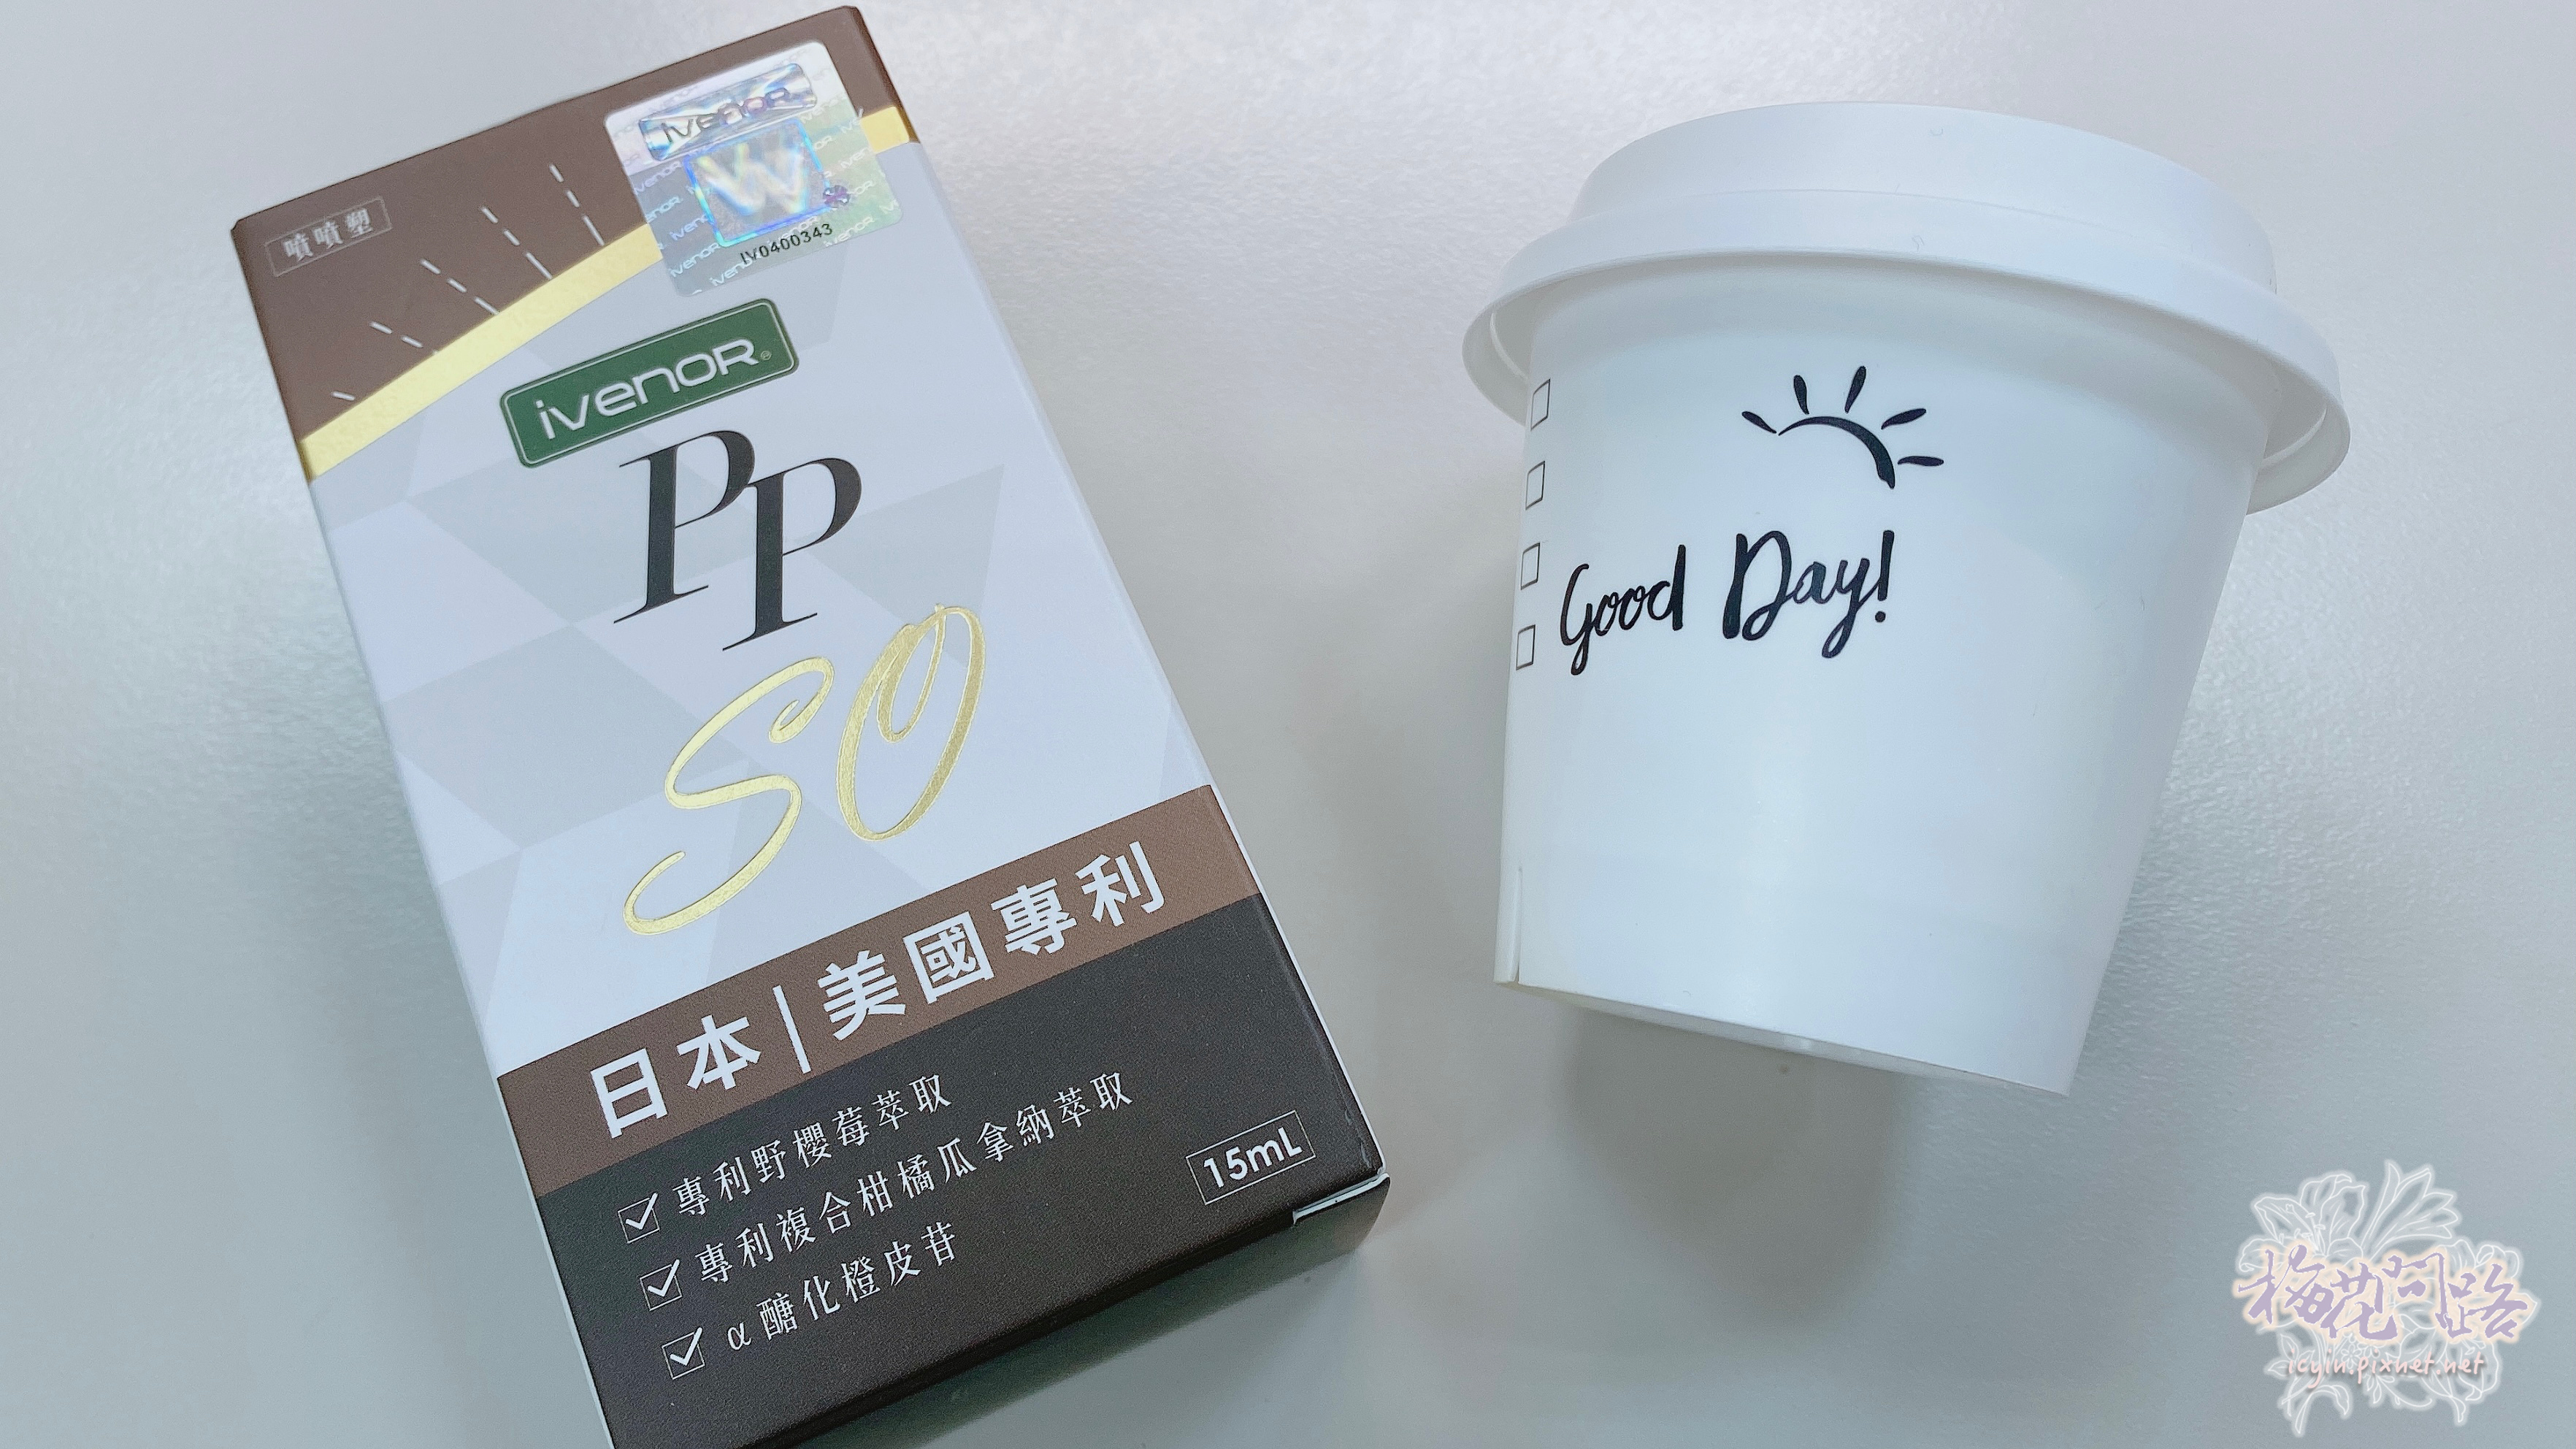 噴噴塑
ivenor
W
IV0400343
ivenor®
PP
SO
日本|美國專利
專利野櫻莓萃取
專利複合柑橘瓜拿納萃取
α醣化橙皮苷
15mL
Good Day!
梅花問路
icyin.pixnet.net